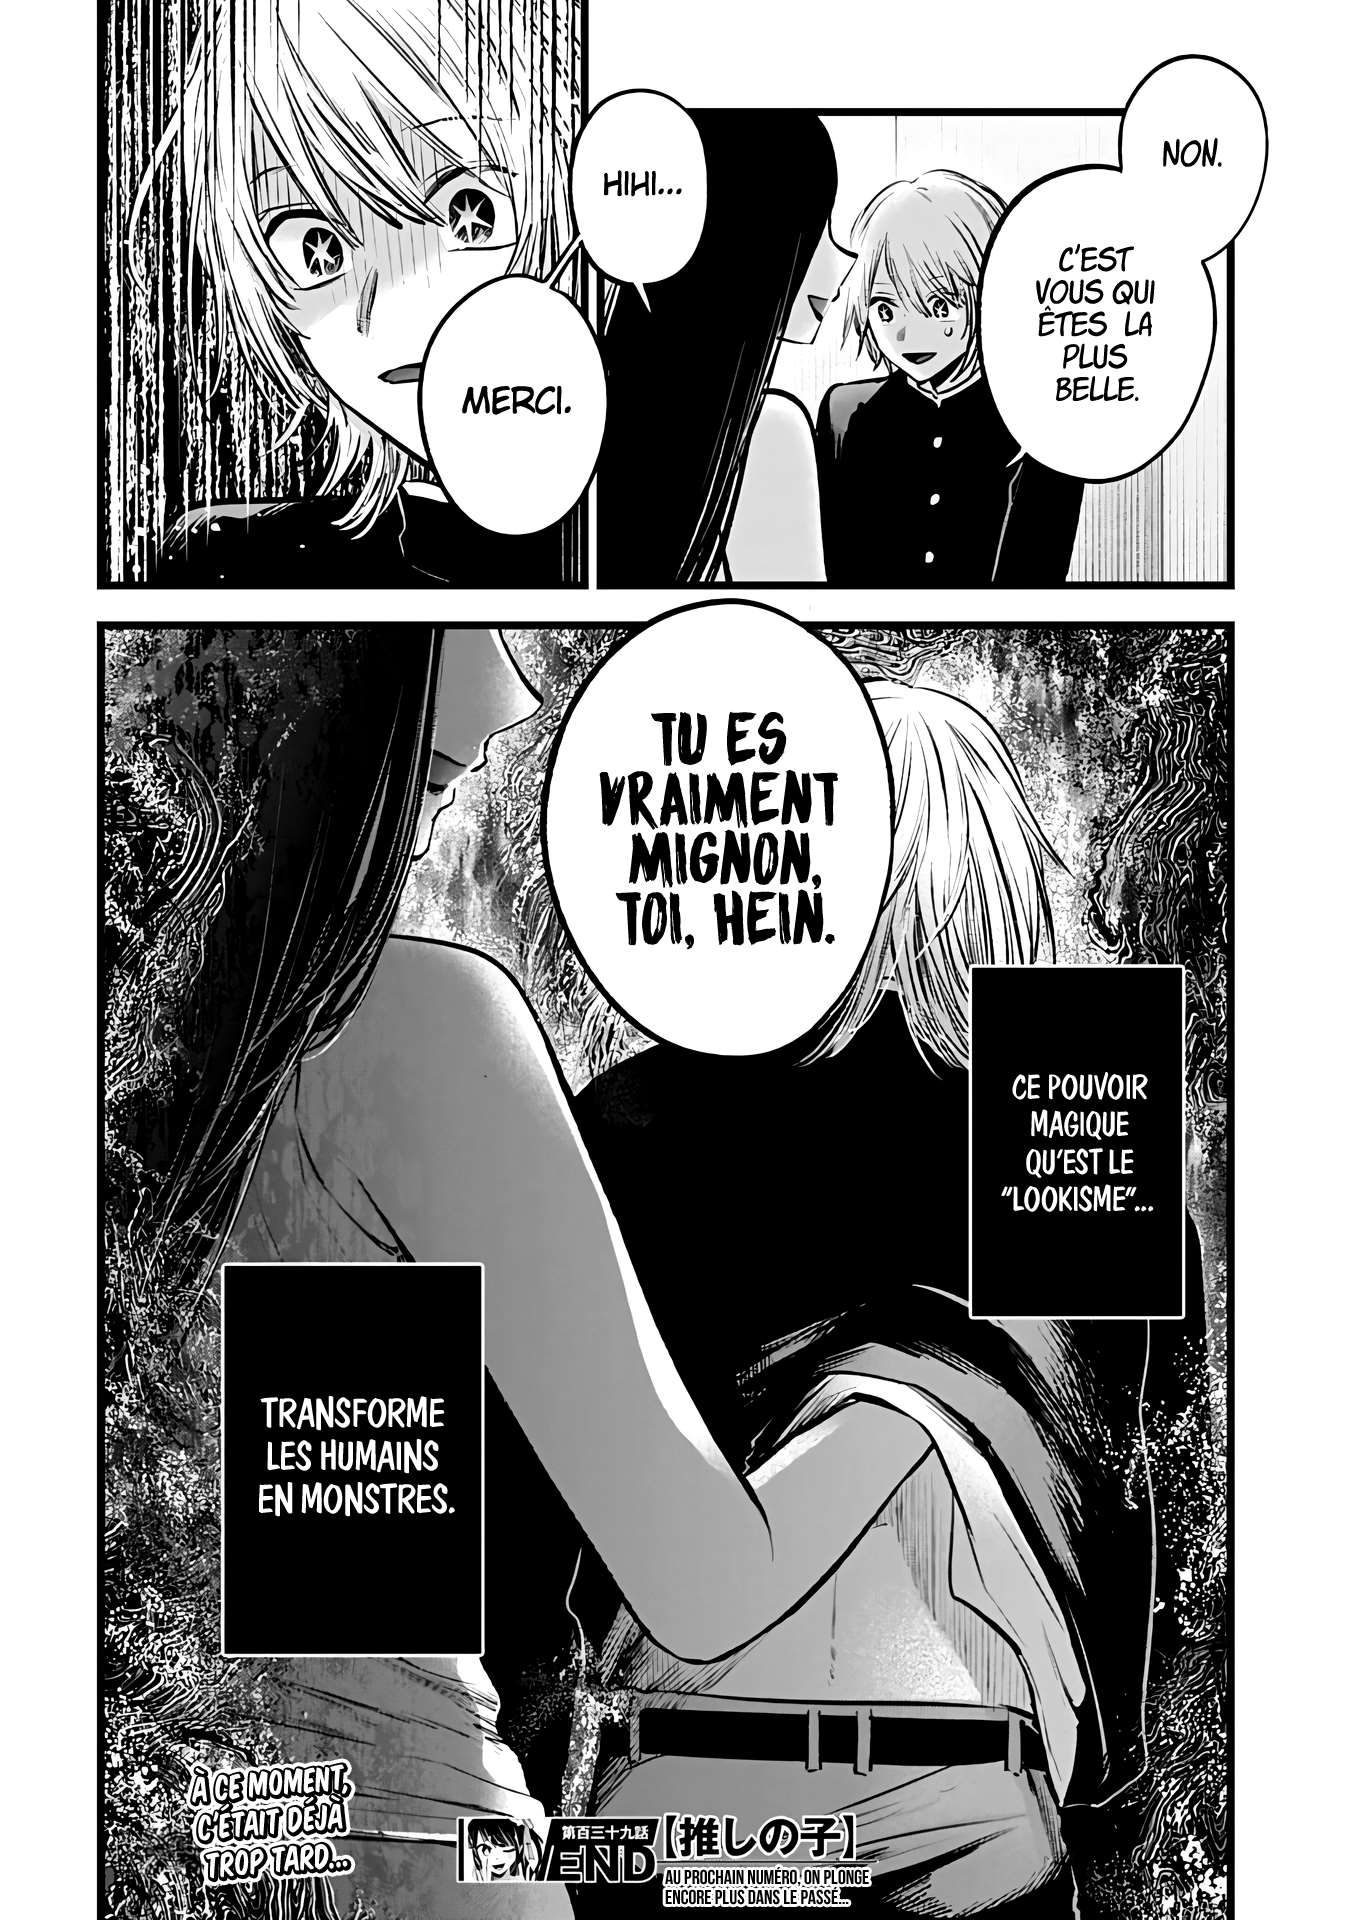 NON.
C'EST
VOUS QUI
ÊTES LA
PLUS
BELLE.
HIHI...
MERCI.
TU ES
VRAIMENT
MIGNON,
TOI, HEIN.
CE POUVOIR
MAGIQUE
QU'EST LE
"LOOKISME"...
TRANSFORME
LES HUMAINS
EN MONSTRES.
À CE MOMENT,
C'ÉTAIT DÉJÀ
TROP TARD...
第百三十九話
END
【推しの子】
AU PROCHAIN NUMÉRO, ON PLONGE
ENCORE PLUS DANS LE PASSÉ...